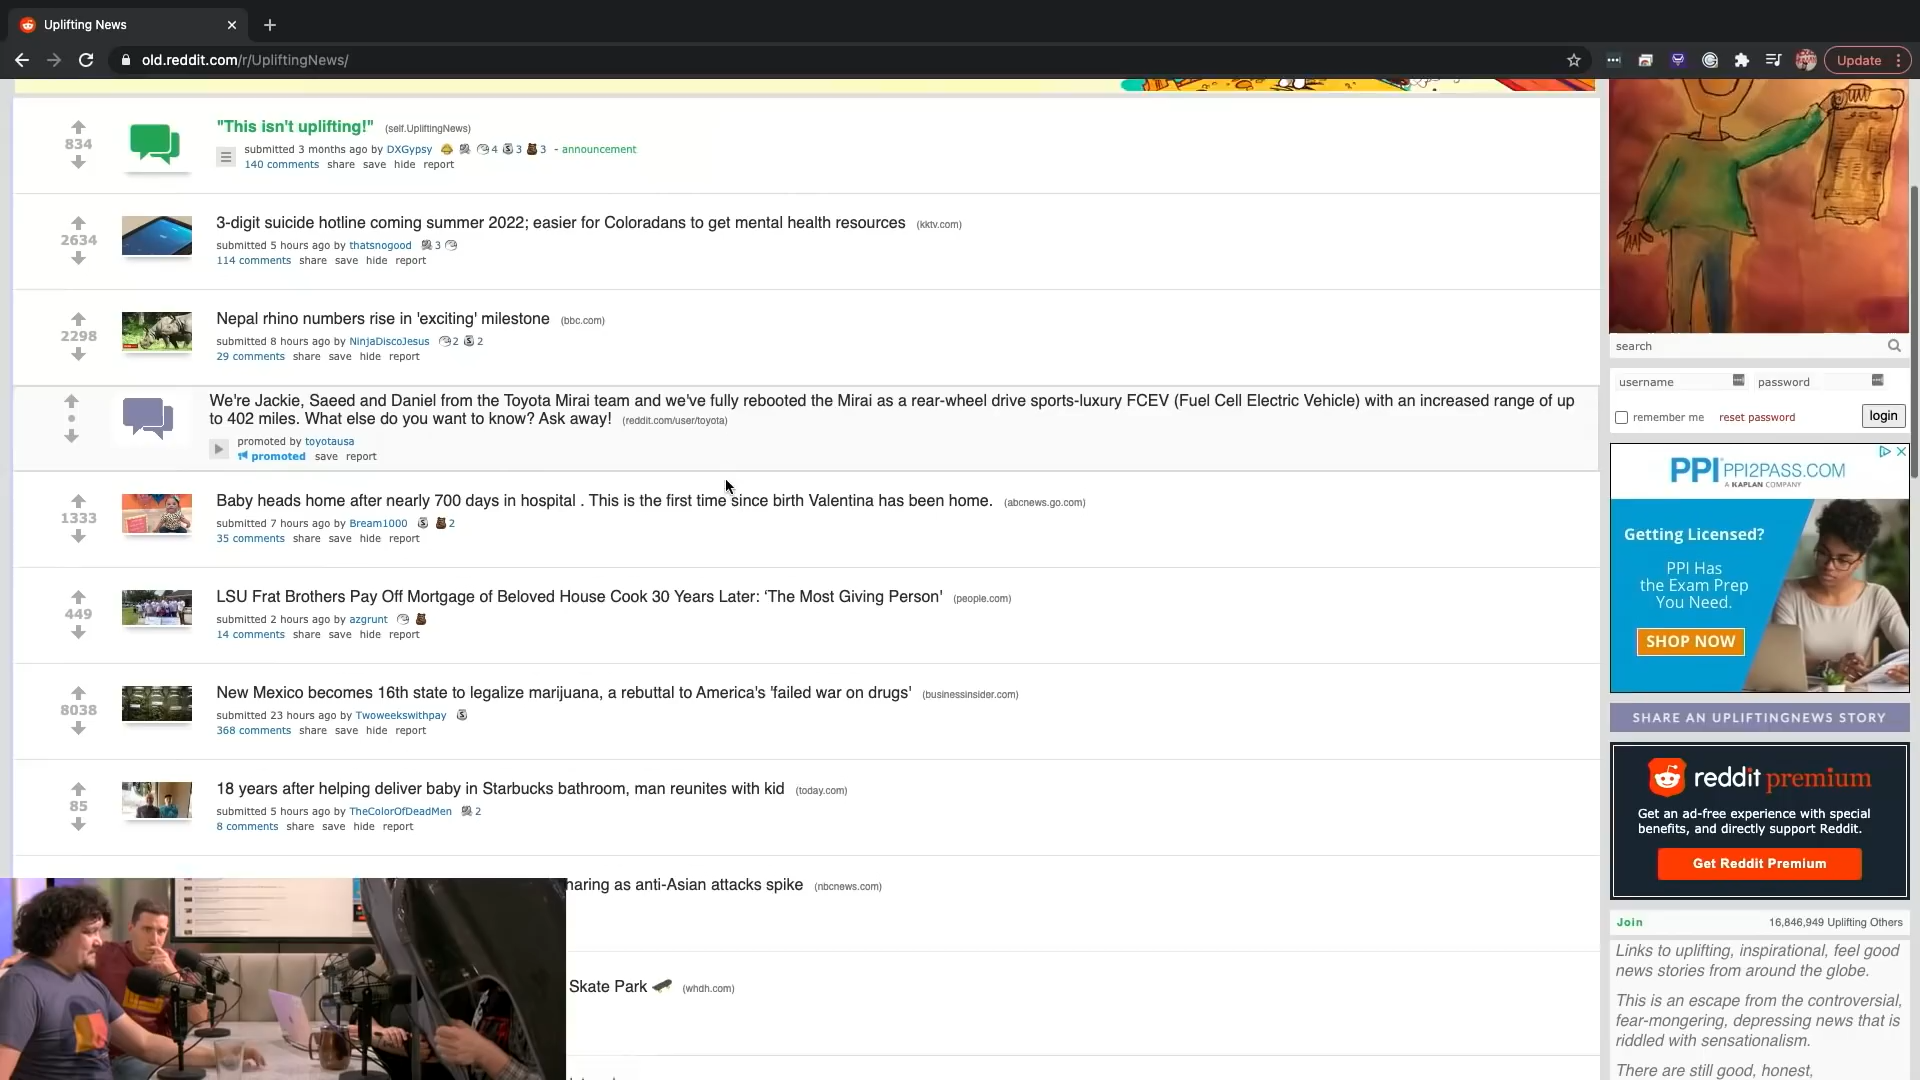 Uplifting News
old.reddit.com/r/UpliftingNews/
Update
834
"This isn't uplifting!" (self.UpliftingNews)
submitted 3 months ago by DXGypsy 4 3 3 - announcement
140 comments share save hide report
2634
3-digit suicide hotline coming summer 2022; easier for Coloradans to get mental health resources (kktv.com)
submitted 5 hours ago by thatsnogood 3
114 comments share save hide report
2298
Nepal rhino numbers rise in 'exciting' milestone (bbc.com)
submitted 8 hours ago by NinjaDiscoJesus 2 2
29 comments share save hide report
We're Jackie, Saeed and Daniel from the Toyota Mirai team and we've fully rebooted the Mirai as a rear-wheel drive sports-luxury FCEV (Fuel Cell Electric Vehicle) with an increased range of up
to 402 miles. What else do you want to know? Ask away! (reddit.com/user/toyota)
promoted by toyotausa
promoted save report
1333
Baby heads home after nearly 700 days in hospital . This is the first time since birth Valentina has been home. (abcnews.go.com)
submitted 7 hours ago by Bream1000 2
35 comments share save hide report
449
LSU Frat Brothers Pay Off Mortgage of Beloved House Cook 30 Years Later: ‘The Most Giving Person’ (people.com)
submitted 2 hours ago by azgrunt
14 comments share save hide report
8038
New Mexico becomes 16th state to legalize marijuana, a rebuttal to America's 'failed war on drugs' (businessinsider.com)
submitted 23 hours ago by Twoweekswithpay
368 comments share save hide report
85
18 years after helping deliver baby in Starbucks bathroom, man reunites with kid (today.com)
submitted 5 hours ago by TheColorOfDeadMen 2
8 comments share save hide report
haring as anti-Asian attacks spike (nbcnews.com)
Skate Park (whdh.com)
search
username password
remember me reset password login
PPI PPI2PASS.COM
A KAPLAN COMPANY
Getting Licensed?
PPI Has
the Exam Prep
You Need.
SHOP NOW
SHARE AN UPLIFTINGNEWS STORY
reddit premium
Get an ad-free experience with special
benefits, and directly support Reddit.
Get Reddit Premium
Join 16,846,949 Uplifting Others
Links to uplifting, inspirational, feel good
news stories from around the globe.
This is an escape from the controversial,
fear-mongering, depressing news that is
riddled with sensationalism.
There are still good, honest,